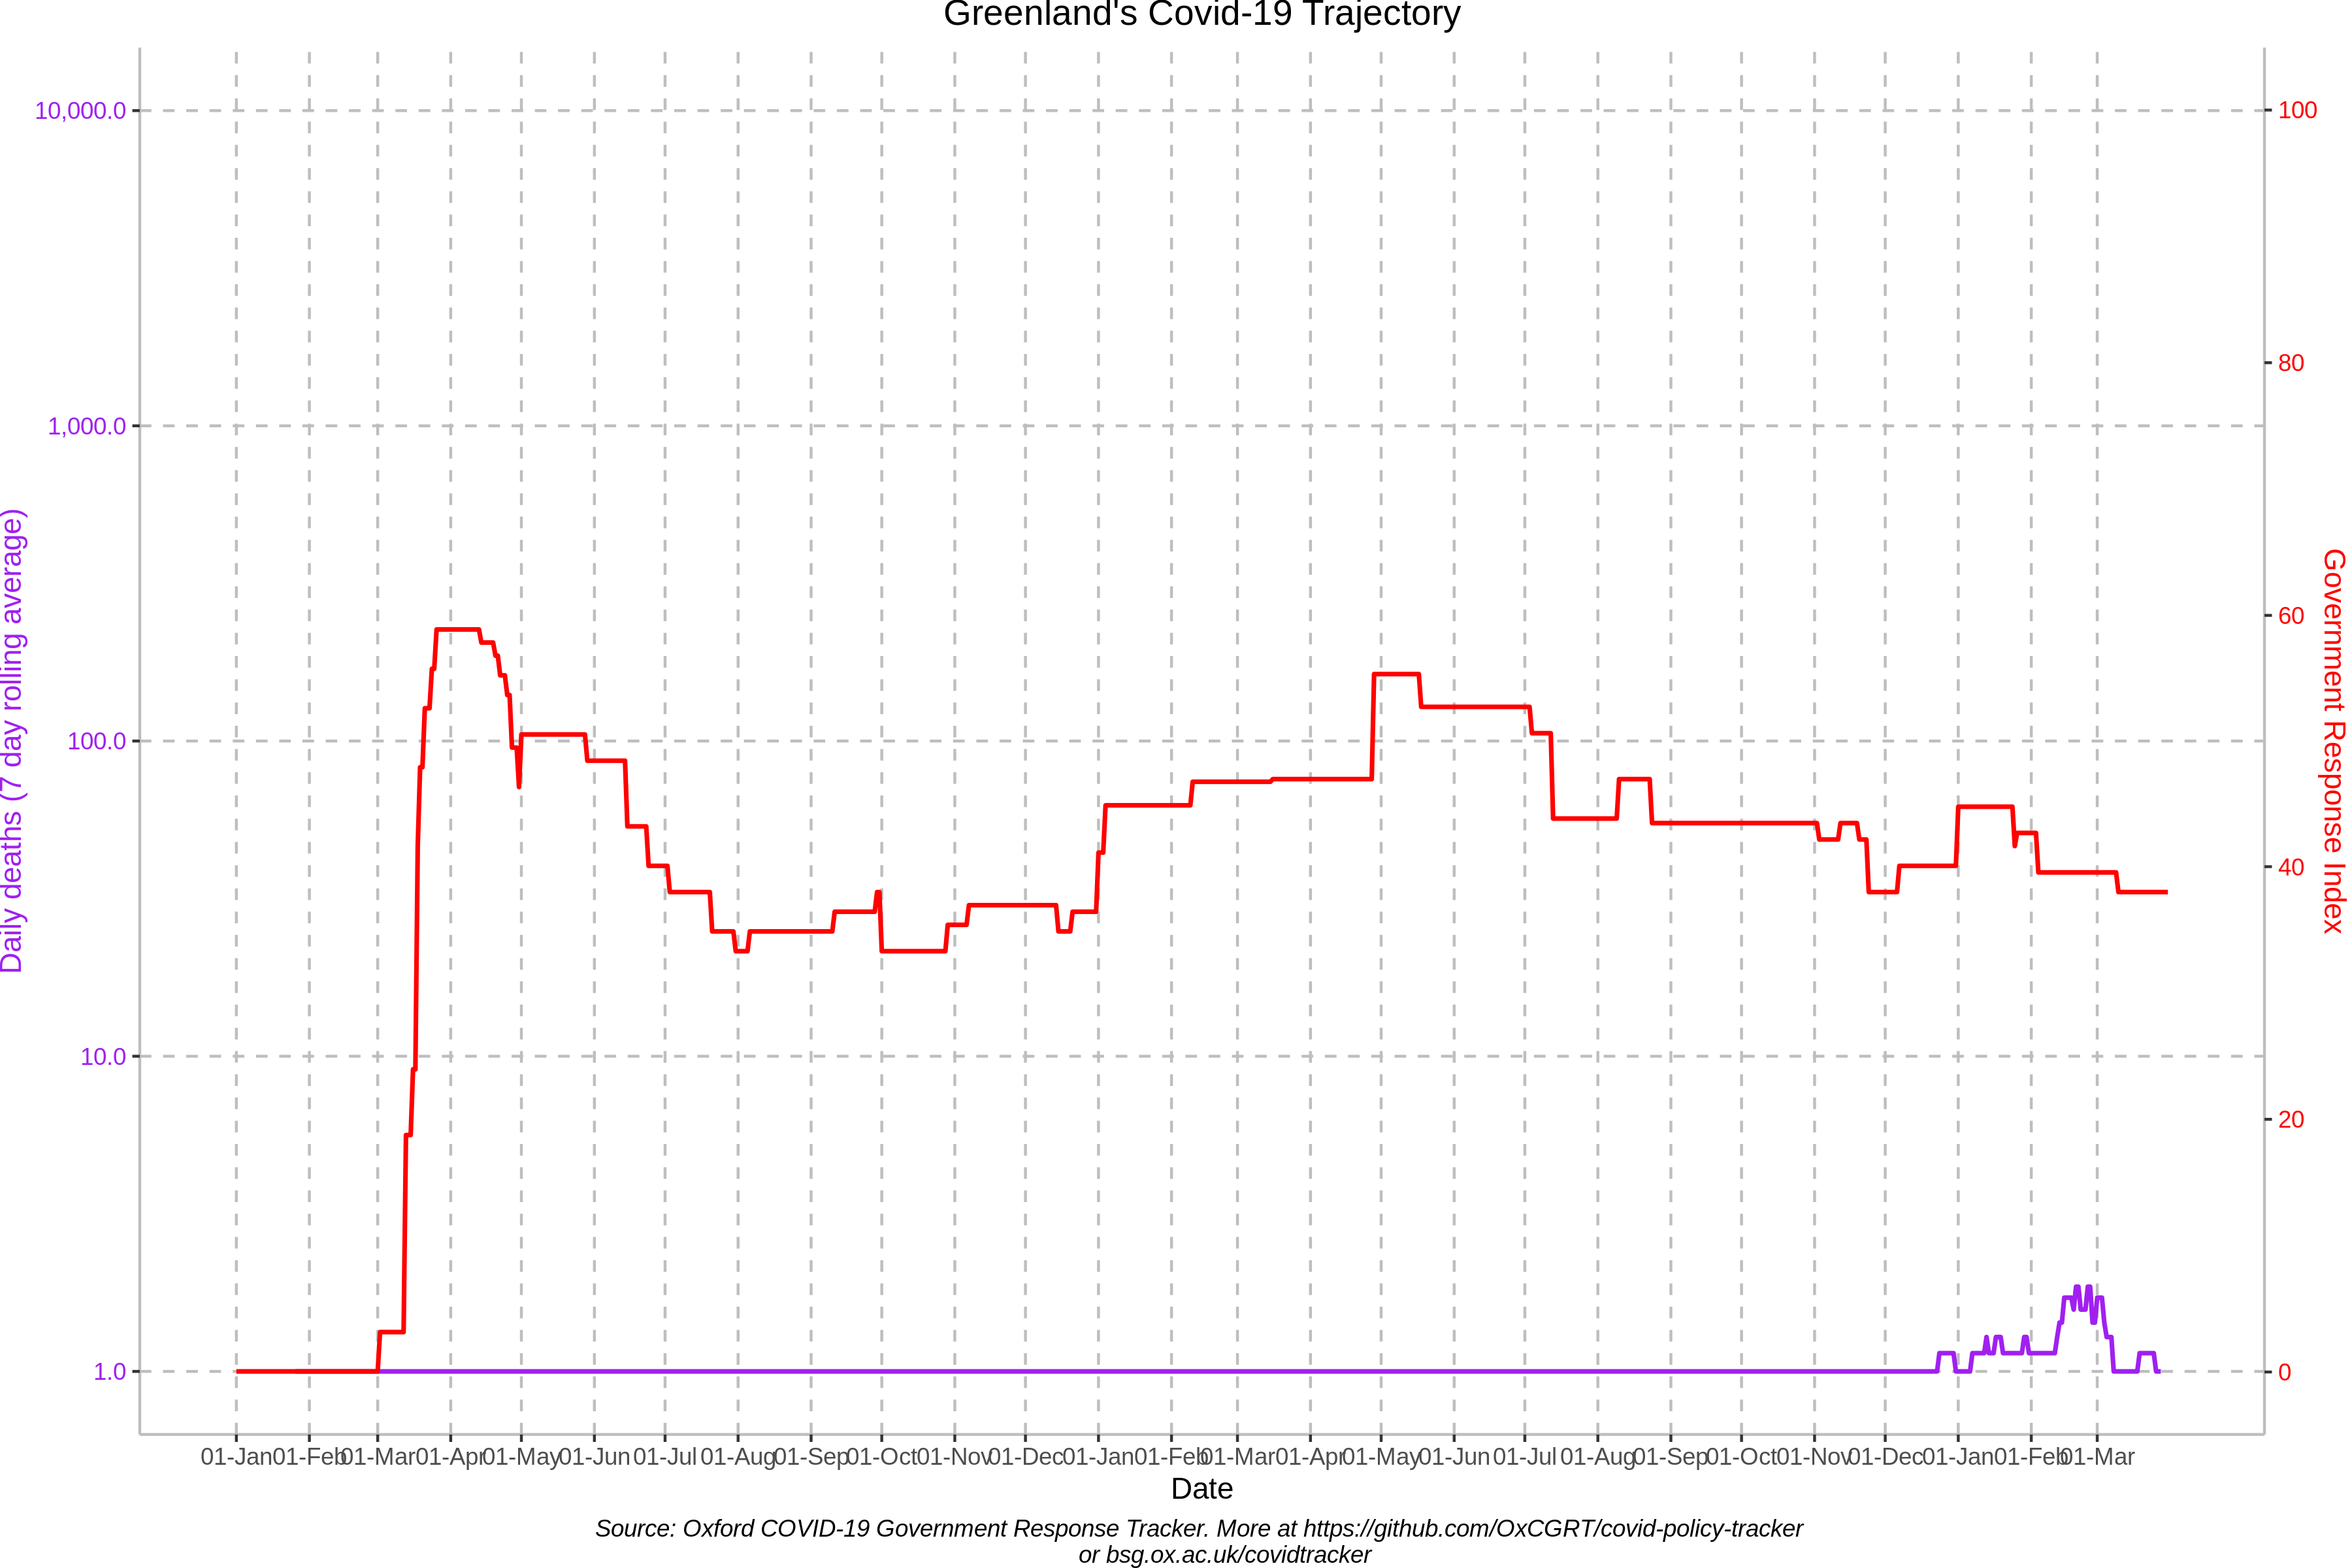 Greenland's Covid-19 Trajectory
10,000.0
1,000.0
100.0
10.0
1.0
Daily deaths (7 day rolling average)
100
80
60
40
20
0
Government Response Index
01-Jan 01-Feb 01-Mar 01-Apr 01-May 01-Jun 01-Jul 01-Aug 01-Sep 01-Oct 01-Nov 01-Dec 01-Jan 01-Feb 01-Mar 01-Apr 01-May 01-Jun 01-Jul 01-Aug 01-Sep 01-Oct 01-Nov 01-Dec 01-Jan 01-Feb 01-Mar
Date
Source: Oxford COVID-19 Government Response Tracker. More at https://github.com/OxCGRT/covid-policy-tracker
or bsg.ox.ac.uk/covidtracker